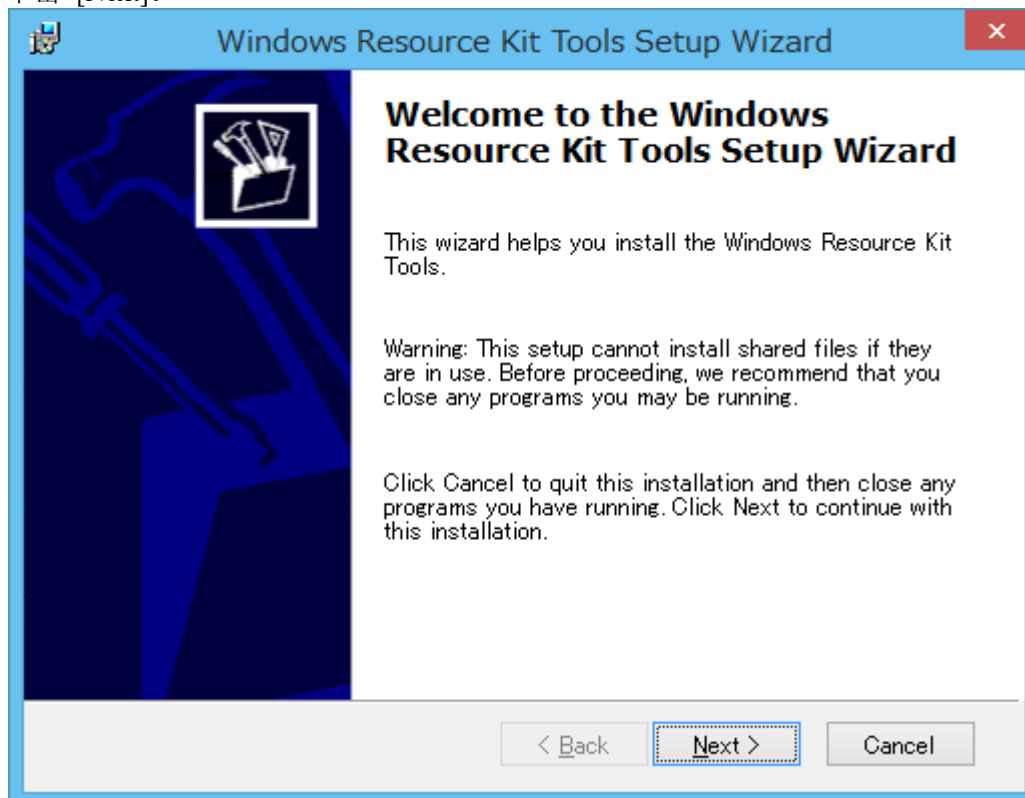 Windows Resource Kit Tools Setup Wizard
Welcome to the Windows
Resource Kit Tools Setup Wizard
This wizard helps you install the Windows Resource Kit
Tools.
Warning: This setup cannot install shared files if they
are in use. Before proceeding, we recommend that you
close any programs you may be running.
Click Cancel to quit this installation and then close any
programs you have running. Click Next to continue with
this installation.
< Back
Next >
Cancel